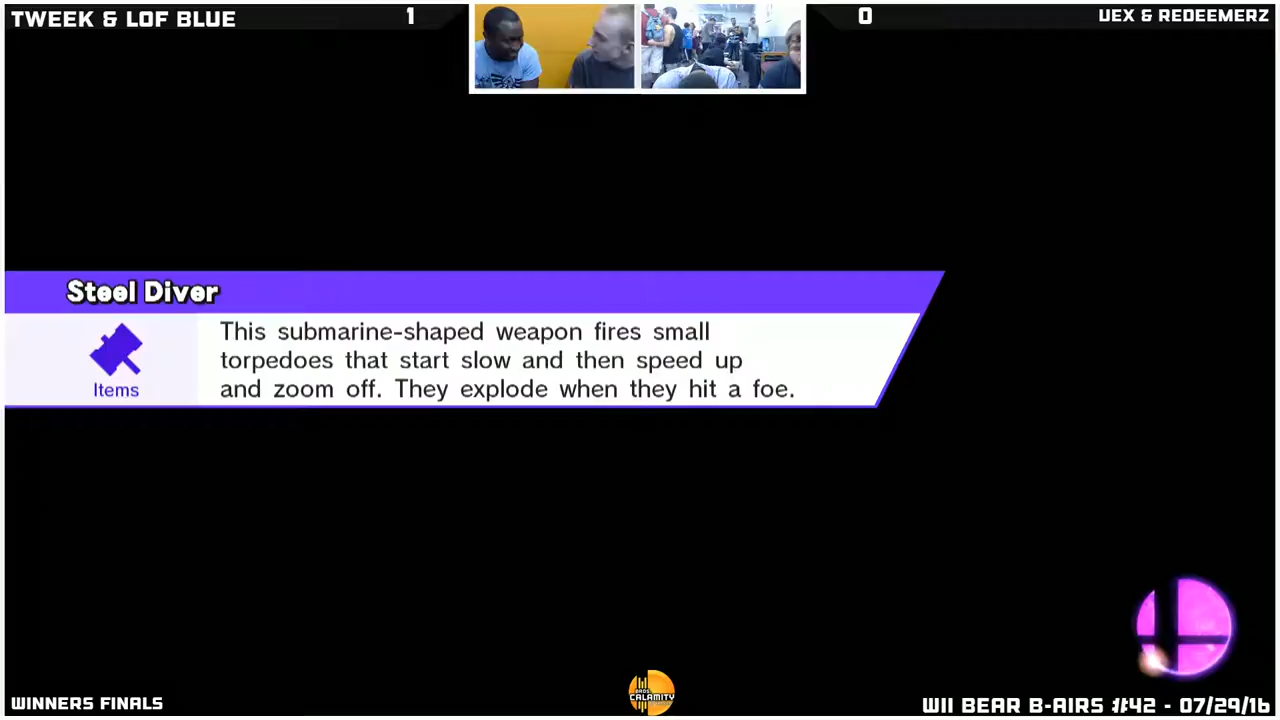 TWEEK & LOF BLUE 1 0 VEX & REDEEMERZ
Steel Diver
This submarine-shaped weapon fires small
torpedoes that start slow and then speed up
and zoom off. They explode when they hit a foe.
Items
BROS CALAMITY
WINNERS FINALS
WII BEAR B-AIRS #42 - 07/29/16